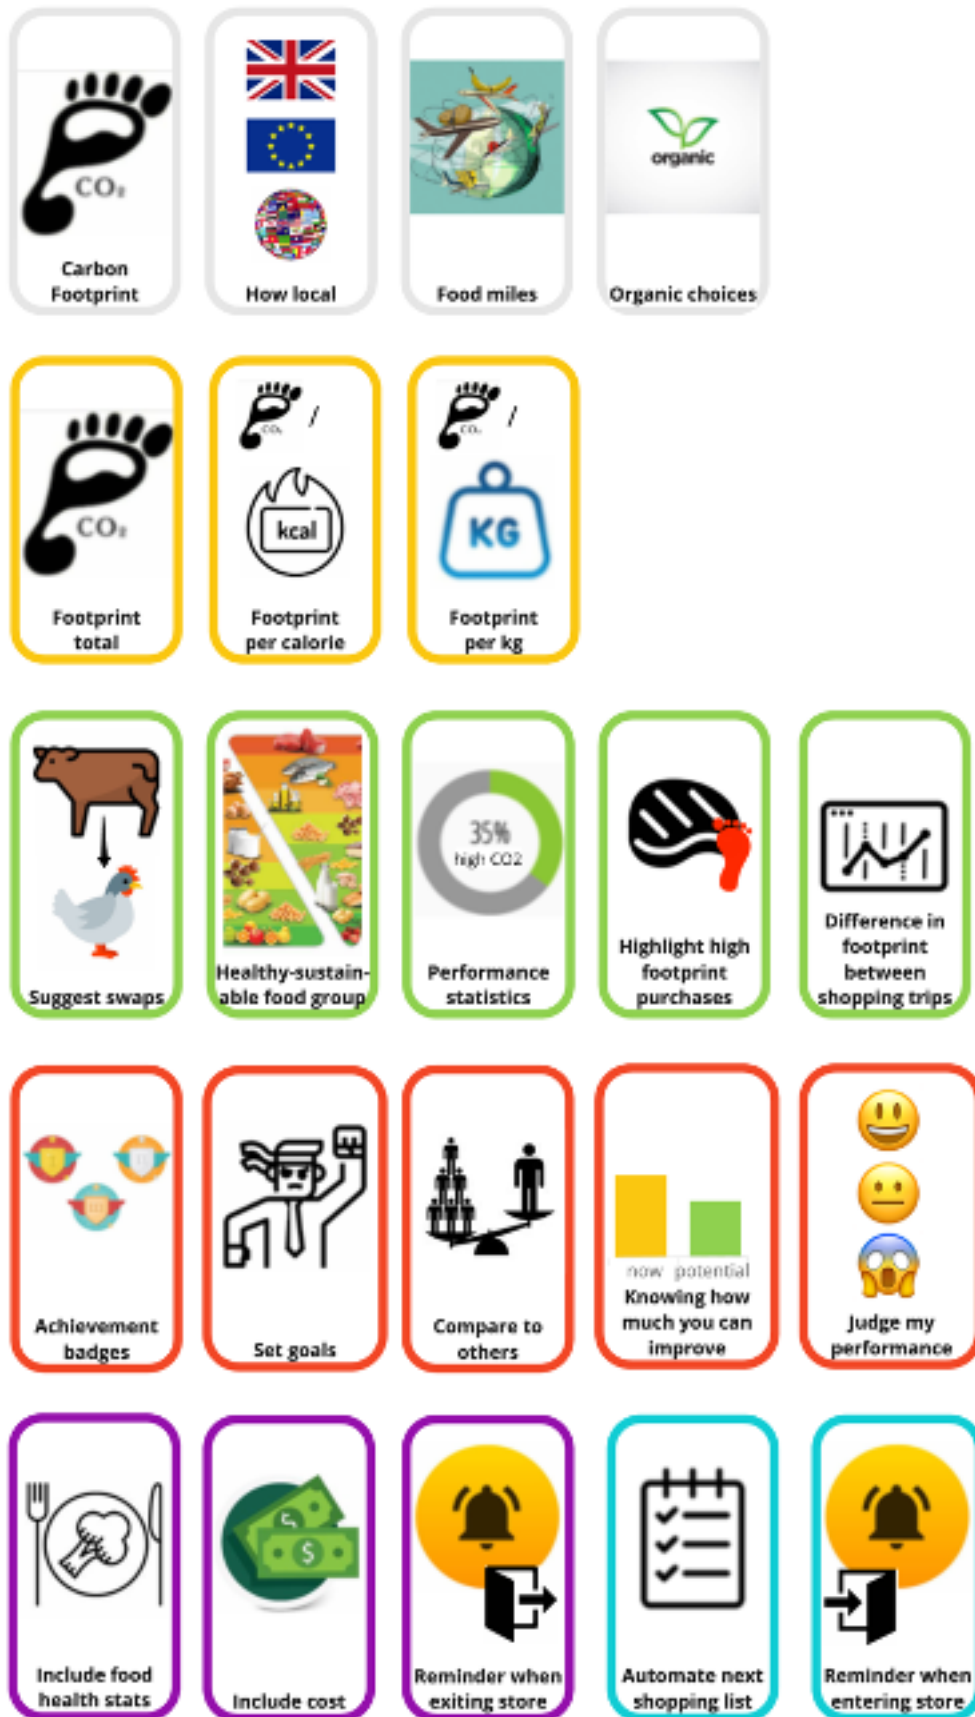 CO₂
Carbon
Footprint
How local
Food miles
organic
Organic choices
CO₂
Footprint
total
CO₂ /
kcal
Footprint
per calorie
CO₂ /
KG
Footprint
per kg
Suggest swaps
Healthy-sustain-
able food group
35%
high CO2
Performance
statistics
Highlight high
footprint
purchases
Difference in
footprint
between
shopping trips
Achievement
badges
Set goals
Compare to
others
now potential
Knowing how
much you can
improve
Judge my
performance
Include food
health stats
5
$
Include cost
Reminder when
exiting store
Automate next
shopping list
Reminder when
entering store